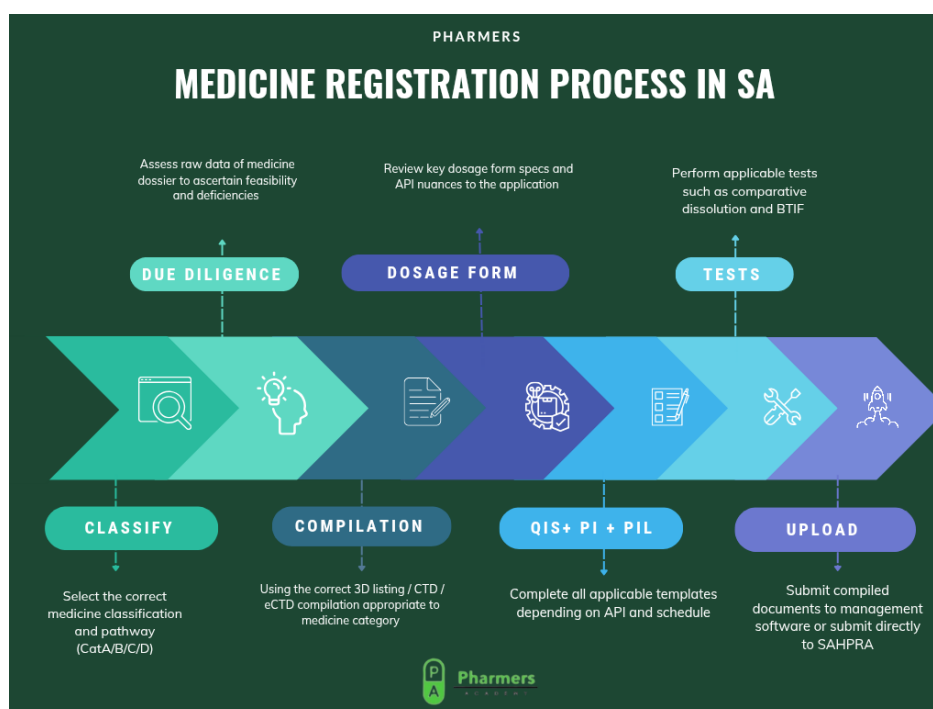 PHARMERS
MEDICINE REGISTRATION PROCESS IN SA
Assess raw data of medicine
dossier to ascertain feasibility
and deficiencies
Review key dosage form specs and
API nuances to the application
Perform applicable tests
such as comparative
dissolution and BTIF
DUE DILIGENCE
DOSAGE FORM
TESTS
CLASSIFY
COMPILATION
QIS+ PI + PIL
UPLOAD
Select the correct
medicine classification
and pathway
(CatA/B/C/D)
Using the correct 3D listing / CTD /
eCTD compilation appropriate to
medicine category
Complete all applicable templates
depending on API and schedule
Submit compiled
documents to management
software or submit directly
to SAHPRA
P
A
Pharmers
ACADEMY